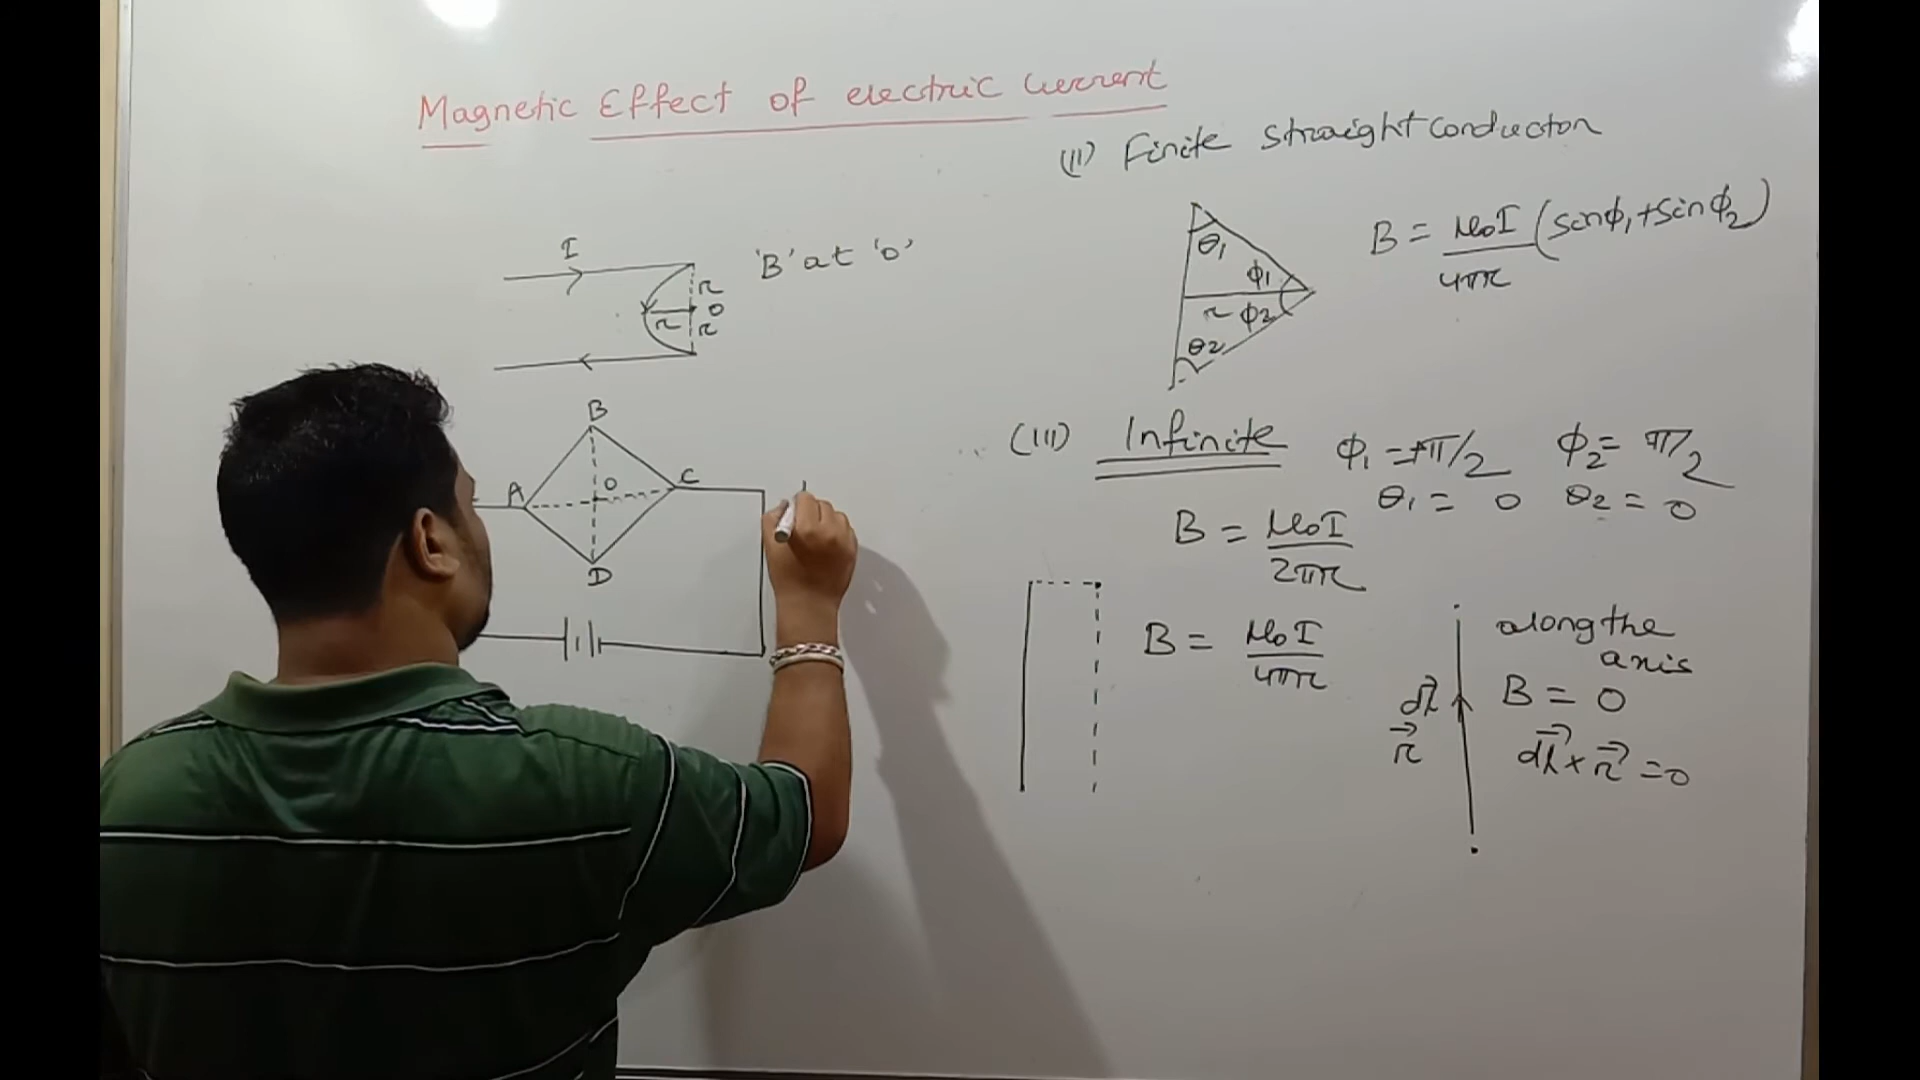 Magnetic Effect of electric Current
(II) Finite Straight Conductor
I
'B' at 'O'
r
O
r
r
θ₁
ϕ₁
r ϕ₂
θ₂
B = μ₀I/4πr (sinϕ₁+sinϕ₂)
B
A
O
C
D
(III) Infinite
ϕ₁ = π/2 ϕ₂ = π/2
θ₁ = 0 θ₂ = 0
B = μ₀I/2πr
B = μ₀I/4πr
along the
axis
dl
r
B = 0
dl × r = 0